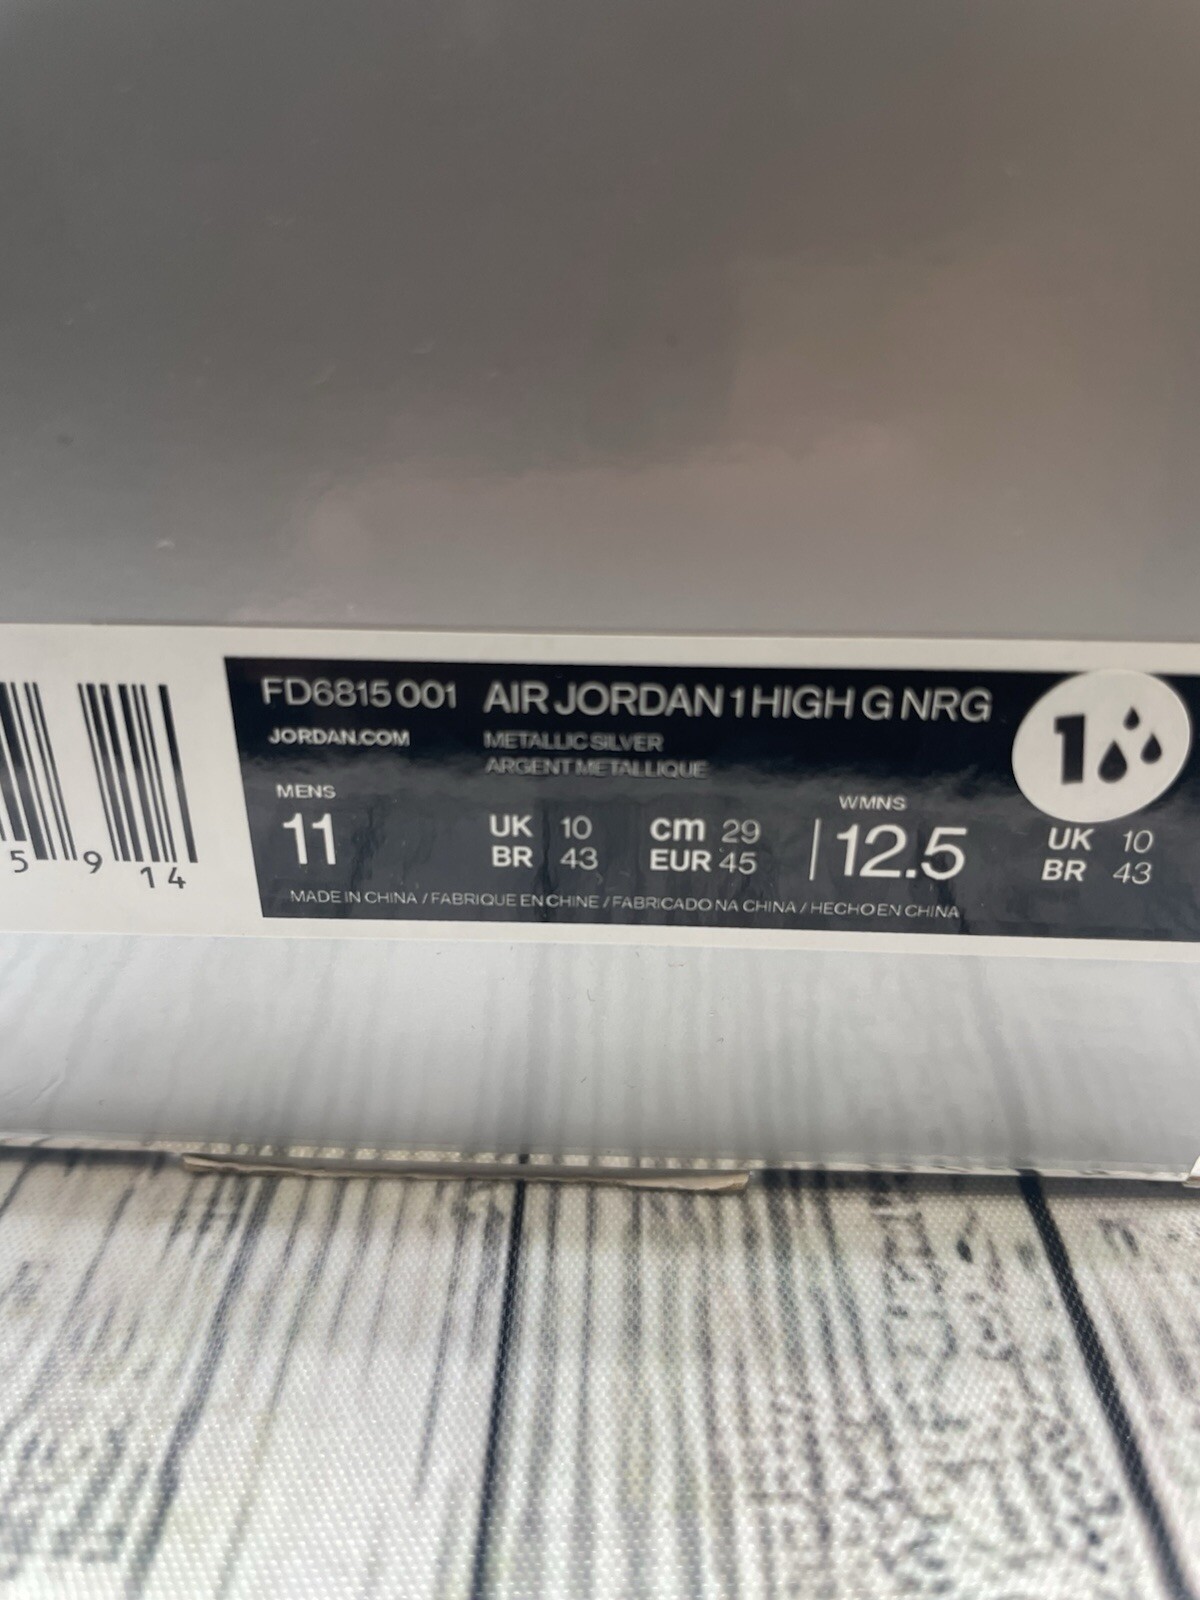 FD6815 001 AIR JORDAN 1 HIGH G NRG
JORDAN.COM METALLIC SILVER
ARGENT METALLIQUE
MENS WMNS
11 UK 10 cm 29 12.5 UK 10
BR 43 EUR 45 BR 43
MADE IN CHINA / FABRIQUE EN CHINE / FABRICADO NA CHINA / HECHO EN CHINA
5 9 14
1